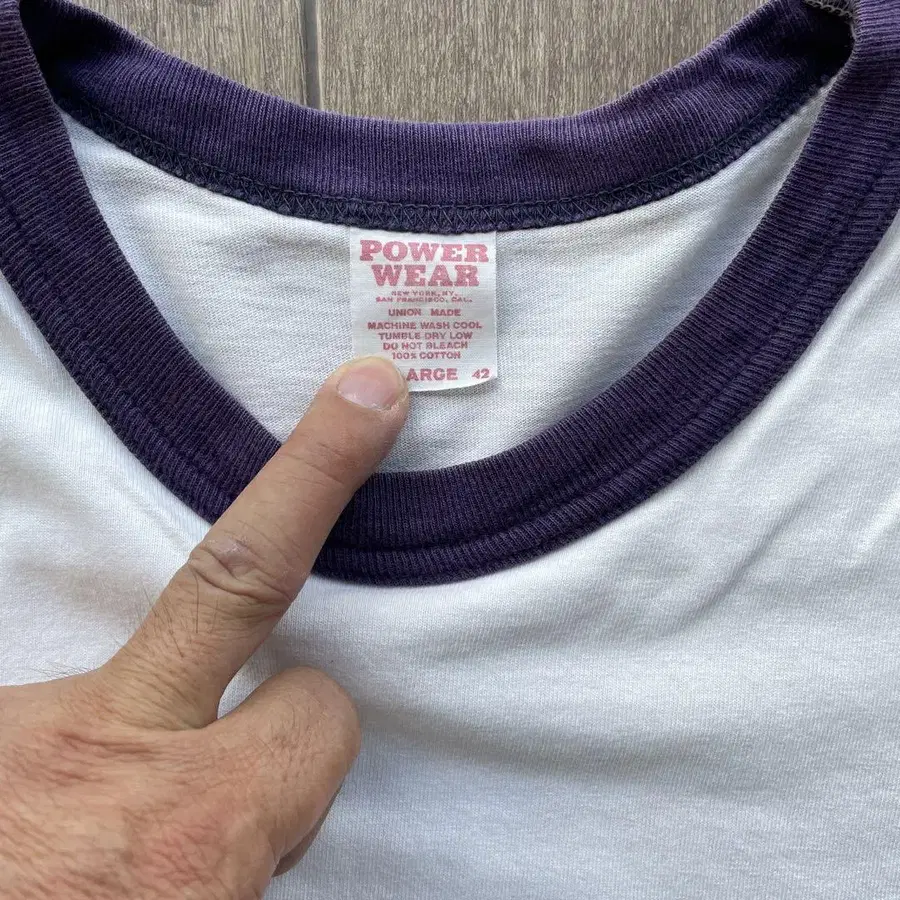 POWER
WEAR
NEW YORK, NY.
SAN FRANCISCO, CAL.
UNION MADE
MACHINE WASH COOL
TUMBLE DRY LOW
DO NOT BLEACH
100% COTTON
ARGE 42